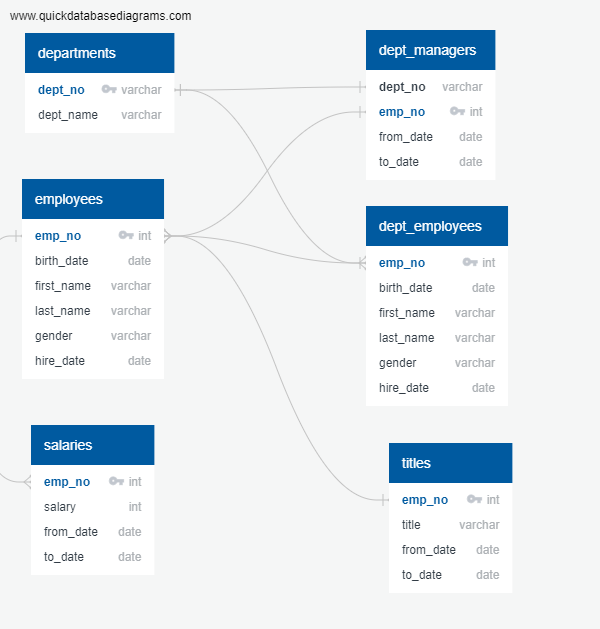 www.quickdatabasediagrams.com
departments
dept_no varchar
dept_name varchar
dept_managers
dept_no varchar
emp_no int
from_date date
to_date date
employees
emp_no int
birth_date date
first_name varchar
last_name varchar
gender varchar
hire_date date
dept_employees
emp_no int
birth_date date
first_name varchar
last_name varchar
gender varchar
hire_date date
salaries
emp_no int
salary int
from_date date
to_date date
titles
emp_no int
title varchar
from_date date
to_date date